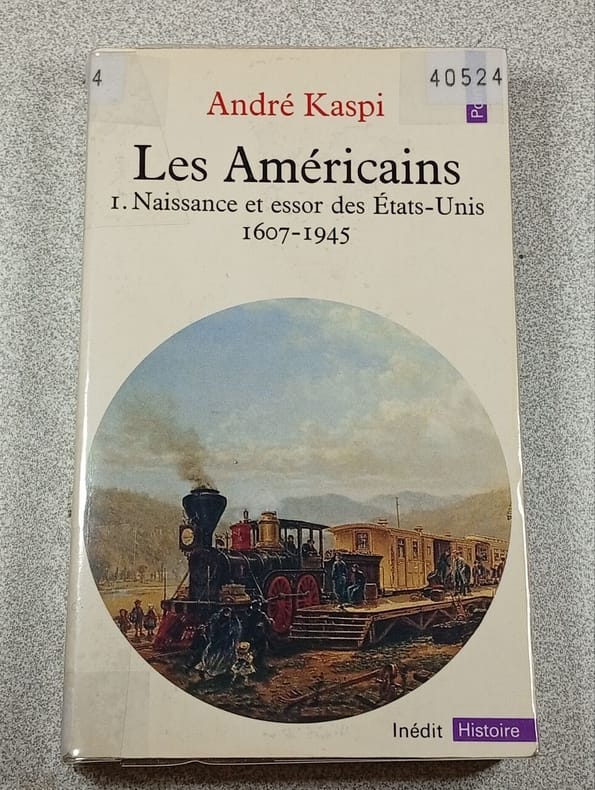 4
40524
André Kaspi
Les Américains
1. Naissance et essor des États-Unis
1607-1945
Inédit Histoire